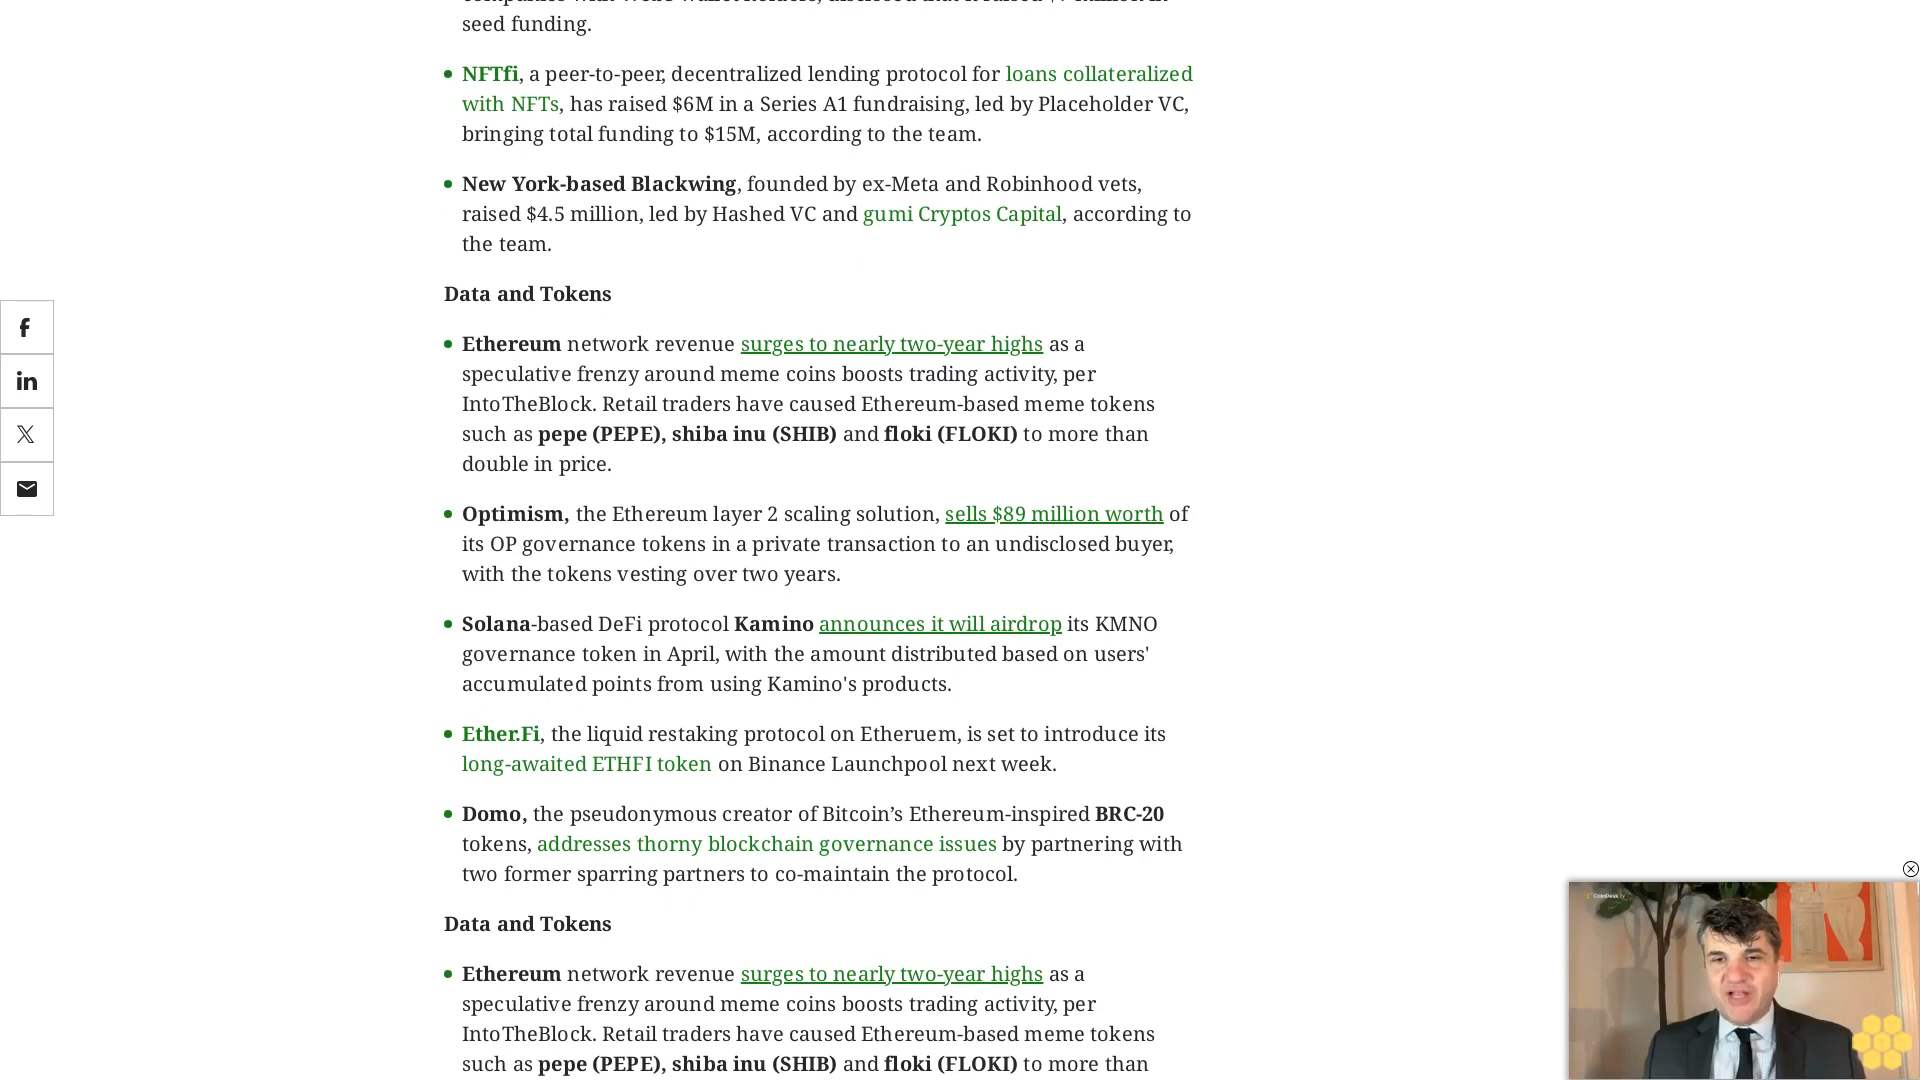 seed funding.
NFTfi, a peer-to-peer, decentralized lending protocol for loans collateralized
with NFTs, has raised $6M in a Series A1 fundraising, led by Placeholder VC,
bringing total funding to $15M, according to the team.
New York-based Blackwing, founded by ex-Meta and Robinhood vets,
raised $4.5 million, led by Hashed VC and gumi Cryptos Capital, according to
the team.
Data and Tokens
Ethereum network revenue surges to nearly two-year highs as a
speculative frenzy around meme coins boosts trading activity, per
IntoTheBlock. Retail traders have caused Ethereum-based meme tokens
such as pepe (PEPE), shiba inu (SHIB) and floki (FLOKI) to more than
double in price.
Optimism, the Ethereum layer 2 scaling solution, sells $89 million worth of
its OP governance tokens in a private transaction to an undisclosed buyer,
with the tokens vesting over two years.
Solana-based DeFi protocol Kamino announces it will airdrop its KMNO
governance token in April, with the amount distributed based on users'
accumulated points from using Kamino's products.
Ether.Fi, the liquid restaking protocol on Etheruem, is set to introduce its
long-awaited ETHFI token on Binance Launchpool next week.
Domo, the pseudonymous creator of Bitcoin’s Ethereum-inspired BRC-20
tokens, addresses thorny blockchain governance issues by partnering with
two former sparring partners to co-maintain the protocol.
Data and Tokens
Ethereum network revenue surges to nearly two-year highs as a
speculative frenzy around meme coins boosts trading activity, per
IntoTheBlock. Retail traders have caused Ethereum-based meme tokens
such as pepe (PEPE), shiba inu (SHIB) and floki (FLOKI) to more than